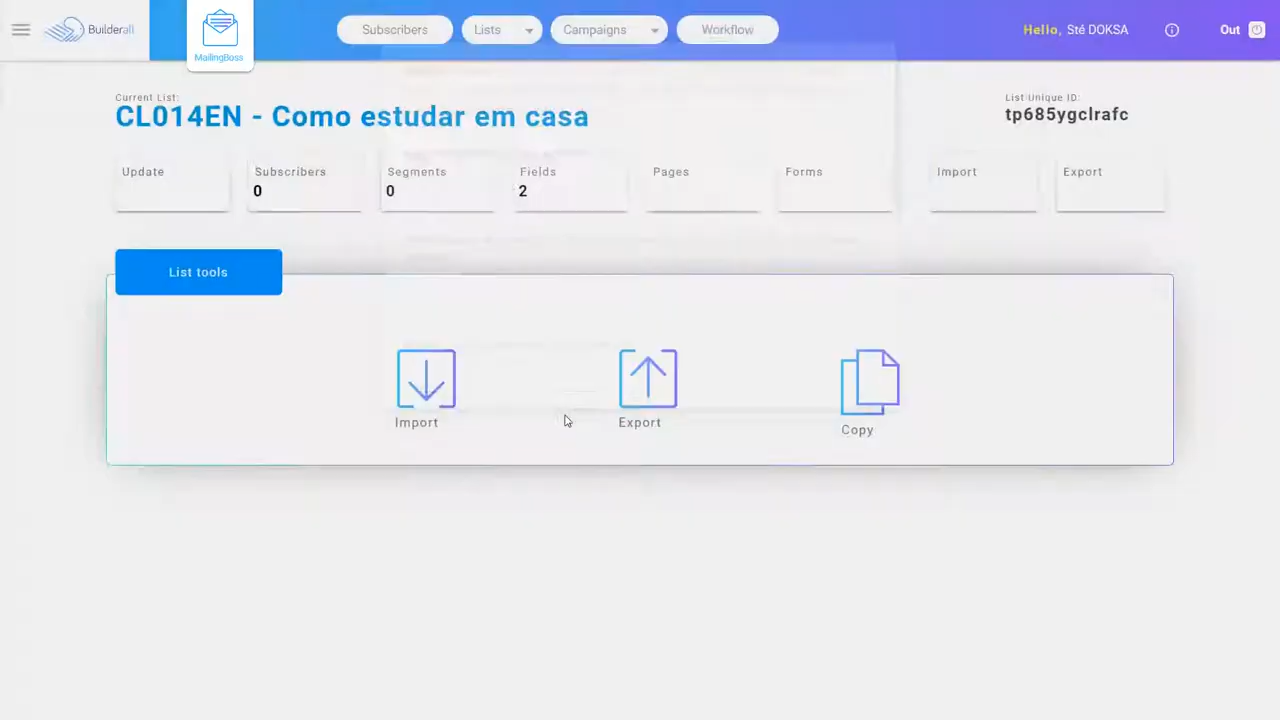 Builderall
MailingBoss
Subscribers
Lists
Campaigns
Workflow
Hello, Sté DOKSA
Out
Current List:
CL014EN - Como estudar em casa
List Unique ID:
tp685ygclrafc
Update
Subscribers
0
Segments
0
Fields
2
Pages
Forms
Import
Export
List tools
Import
Export
Copy